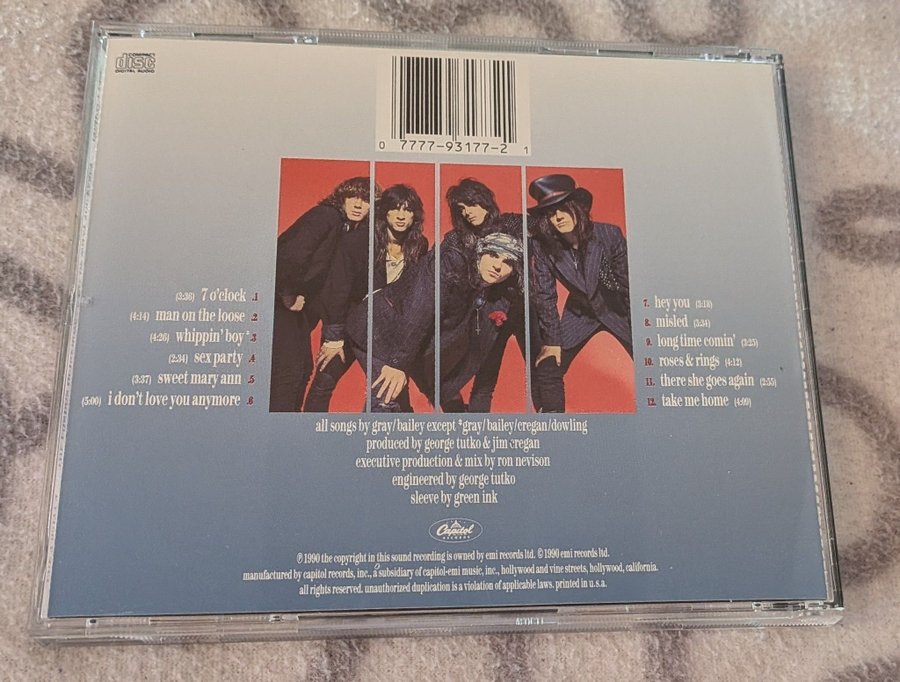 COMPACT
disc
DIGITAL AUDIO
0 7777-93177-2 1
(3:36) 7 o'clock .1
(4:14) man on the loose .2
(4:26) whippin' boy* .3
(2:34) sex party .4
(3:37) sweet mary ann .5
(5:00) i don't love you anymore .6
7. hey you (3:18)
8. misled (3:34)
9. long time comin' (3:25)
10. roses & rings (4:12)
11. there she goes again (2:55)
12. take me home (4:09)
all songs by gray/bailey except *gray/bailey/cregan/dowling
produced by george tutko & jim cregan
executive production & mix by ron nevison
engineered by george tutko
sleeve by green ink
Capitol
RECORDS
℗ 1990 the copyright in this sound recording is owned by emi records ltd. © 1990 emi records ltd.
manufactured by capitol records, inc., a subsidiary of capitol-emi music, inc., hollywood and vine streets, hollywood, california.
all rights reserved. unauthorized duplication is a violation of applicable laws. printed in u.s.a.